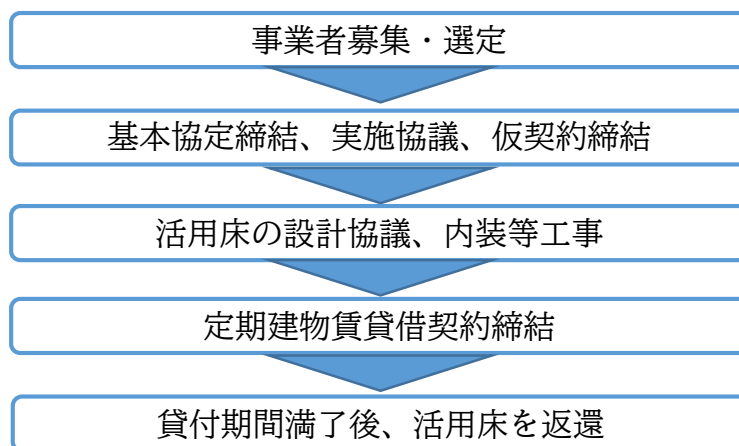 事業者募集・選定
基本協定締結、実施協議、仮契約締結
活用床の設計協議、内装等工事
定期建物賃貸借契約締結
貸付期間満了後、活用床を返還